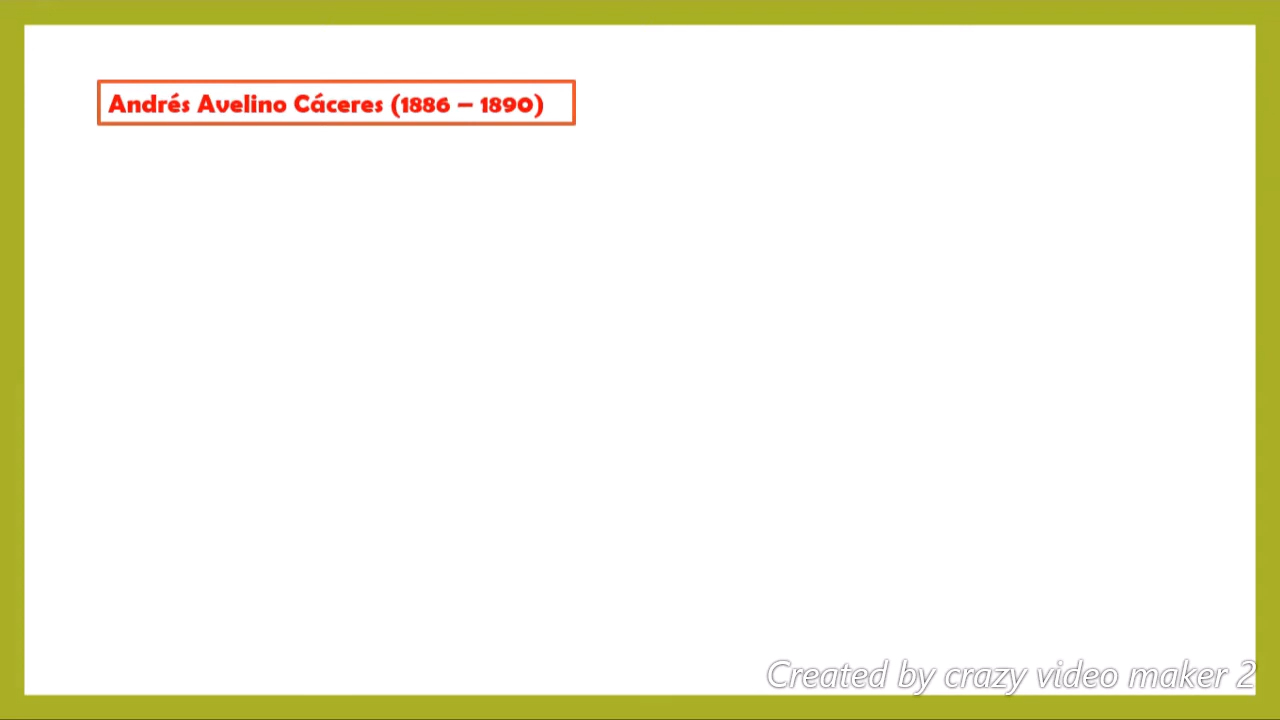 Andrés Avelino Cáceres (1886 – 1890)
Created by crazy video maker 2